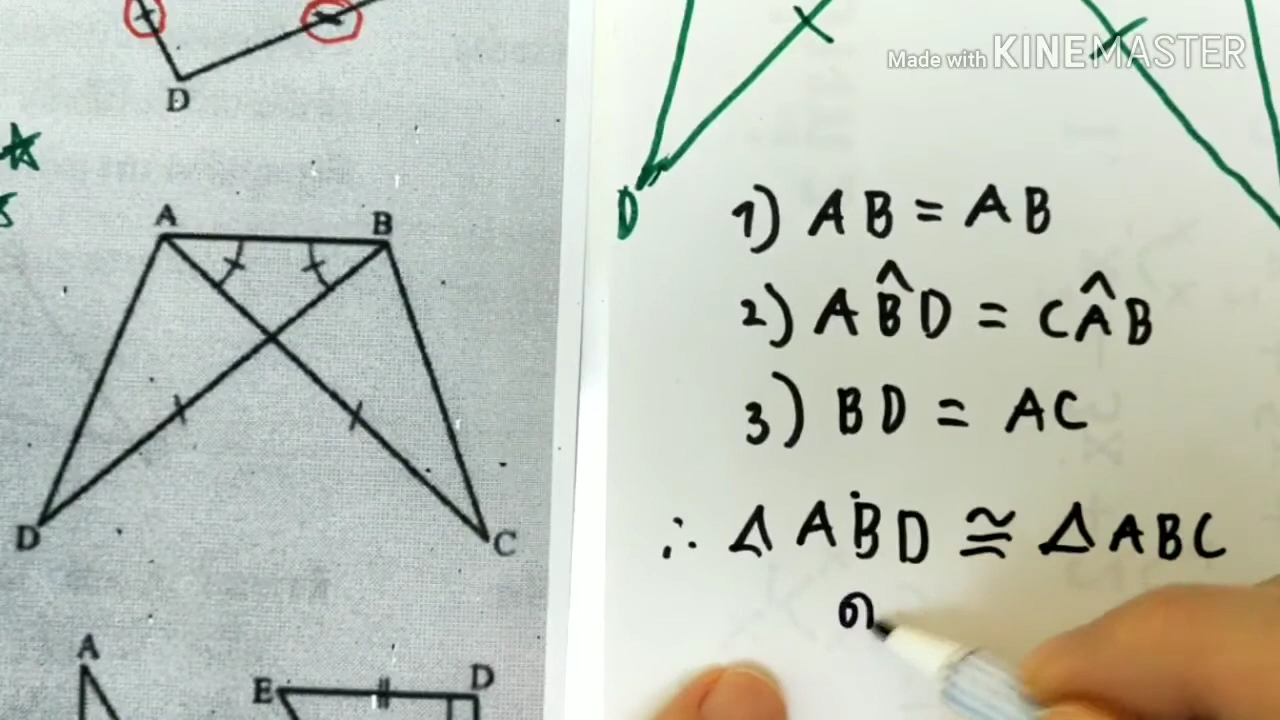 D
Made with KINEMASTER
D
A B
1) AB = AB
2) AB̂D = CÂB
3) BD = AC
D C
∴ Δ ABD ≅ Δ ABC
A
E D